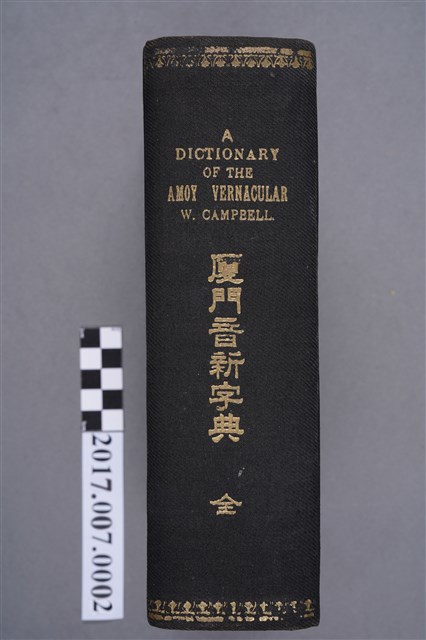 A
DICTIONARY
OF THE
AMOY VERNACULAR
W. CAMPBELL.
廈門音新字典
全
2017.007.0002